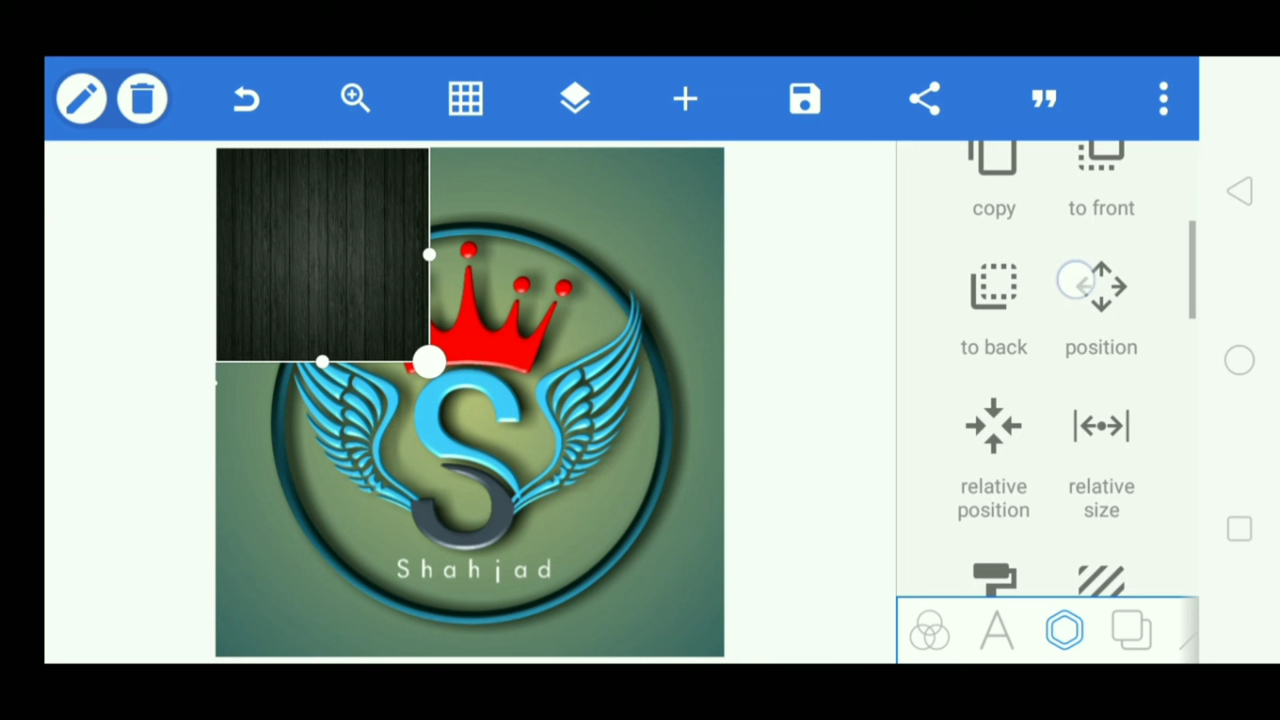 copy
to front
to back
position
relative position
relative size
Shahjad